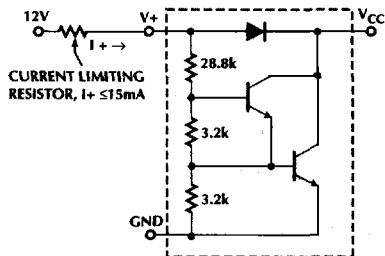 12V
V+
VCC
I + →
28.8k
CURRENT LIMITING
RESISTOR, I+ ≤15mA
3.2k
3.2k
GND